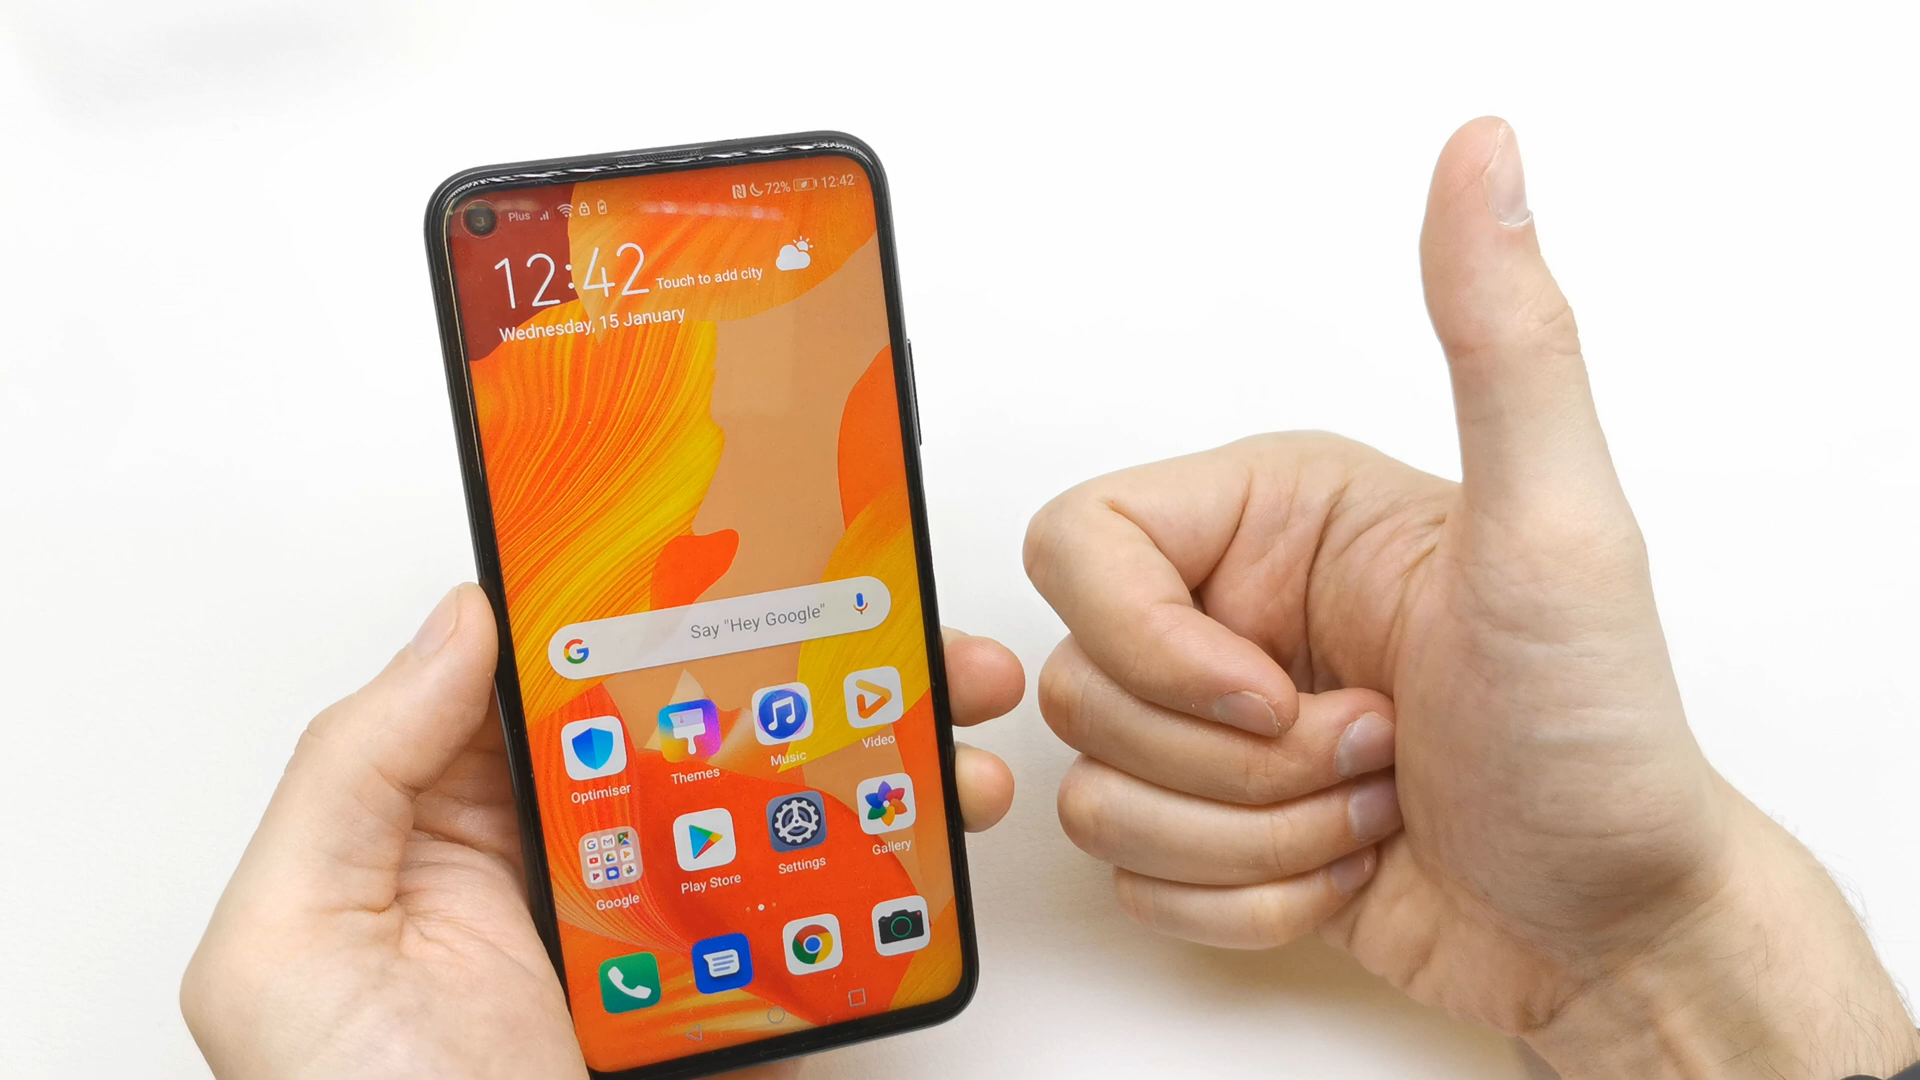 Plus 72% 12:42
12:42 Touch to add city
Wednesday, 15 January
G Say "Hey Google"
Optimiser Themes Music Video
Google Play Store Settings Gallery